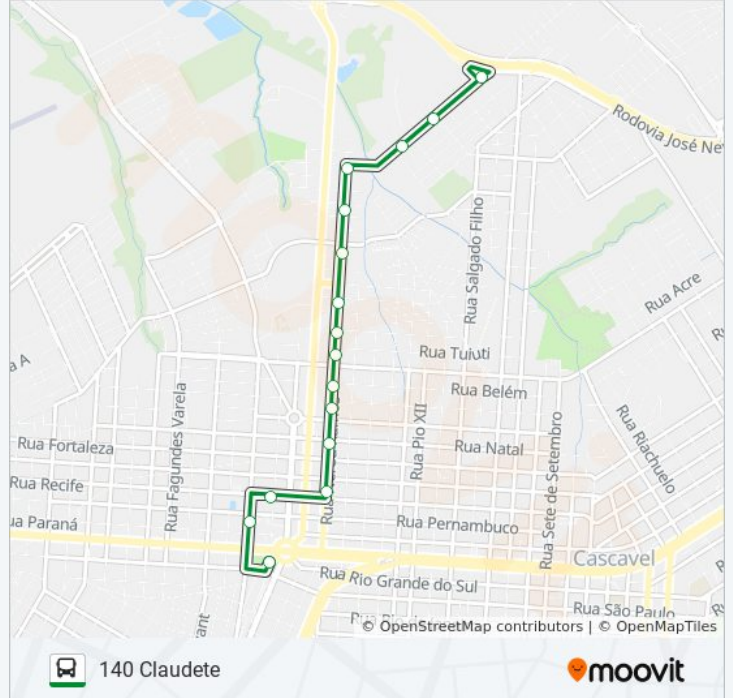 Rodovia José Ne
Rua Salgado Filho
Rua Acre
Rua Tuiuti
a A
Rua Belém
Rua Fagundes Varela
Rua Pio XII
Rua Riachuelo
Rua Sete de Setembro
Rua Fortaleza
Rua Natal
Rua Recife
Rua
ua Paraná
Rua Pernambuco
Cascavel
Rua Rio Grande do Sul
Rua São Paulo
© OpenStreetMap contributors | © OpenMapTiles
140 Claudete
moovit